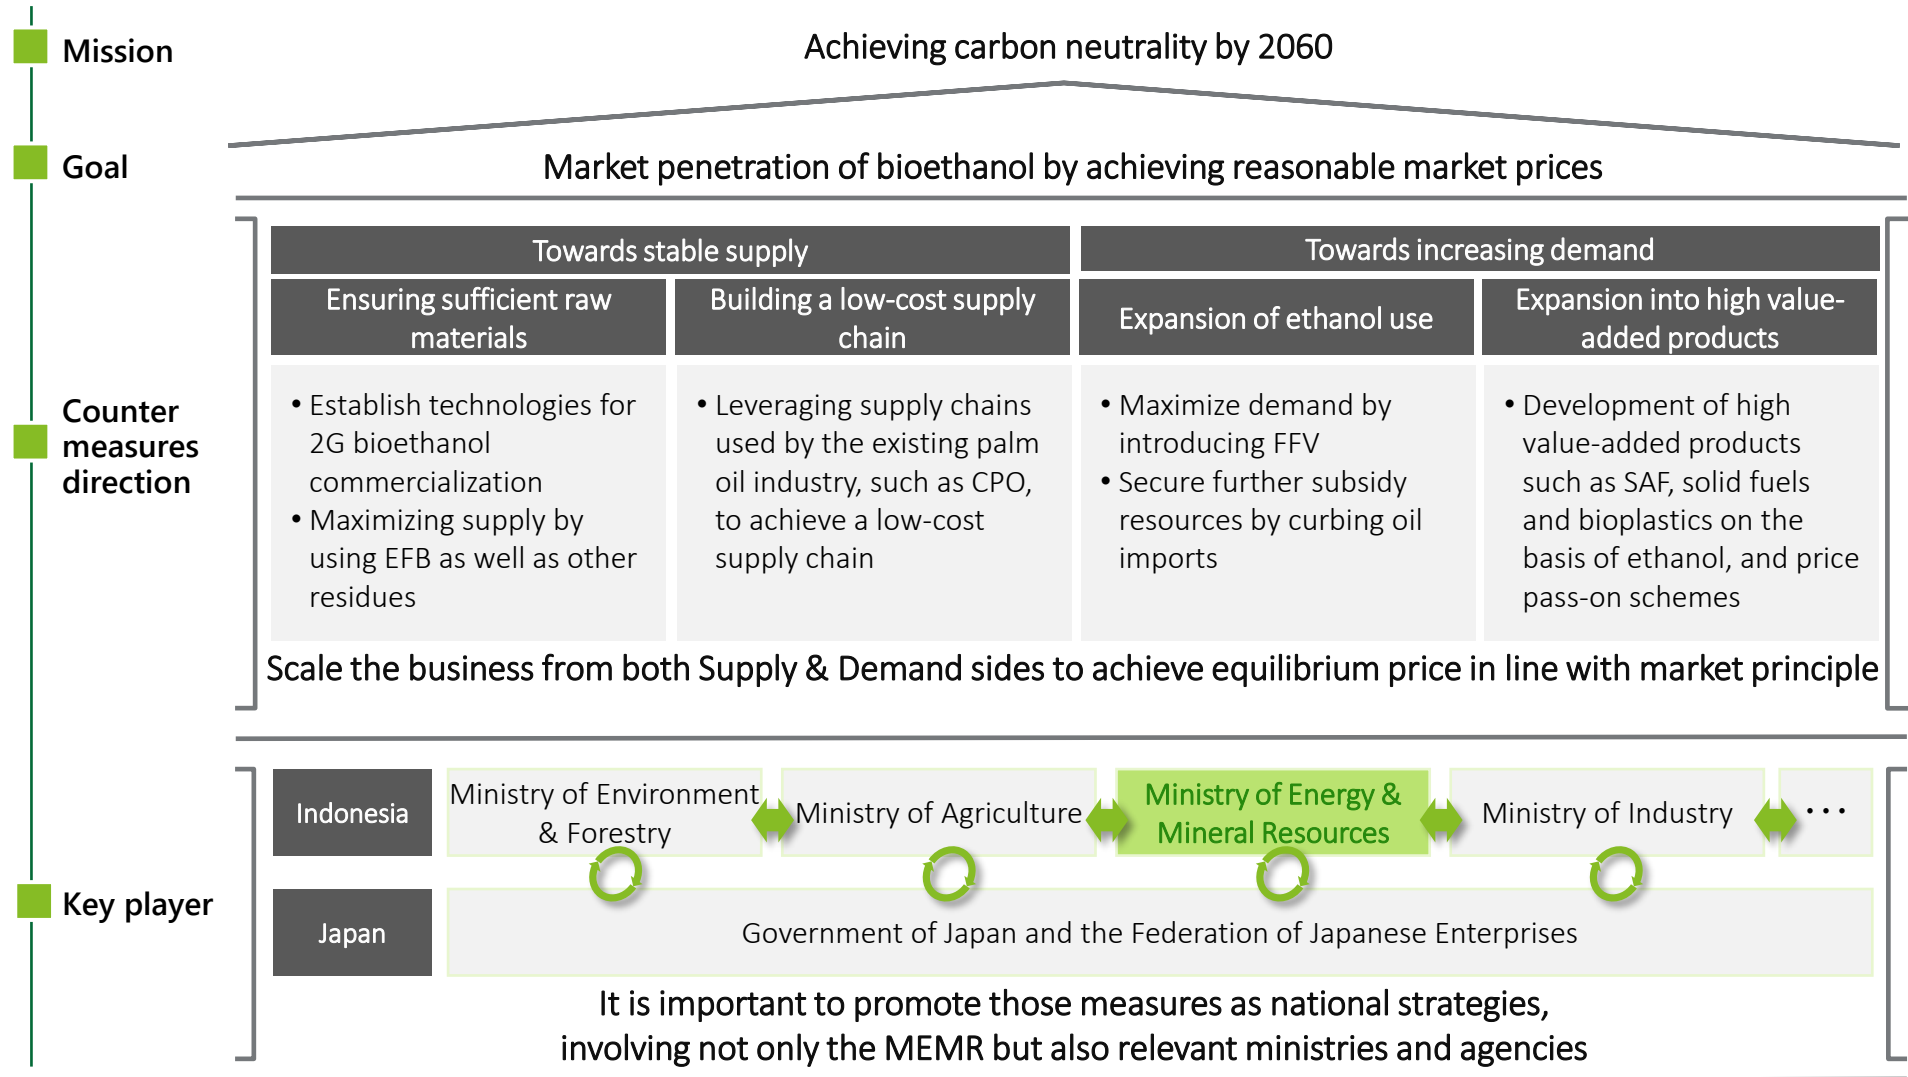 Mission
Achieving carbon neutrality by 2060
Goal
Market penetration of bioethanol by achieving reasonable market prices
Counter
measures
direction
Towards stable supply
Towards increasing demand
Ensuring sufficient raw
materials
Building a low-cost supply
chain
Expansion of ethanol use
Expansion into high value-
added products
• Establish technologies for
2G bioethanol
commercialization
• Maximizing supply by
using EFB as well as other
residues
• Leveraging supply chains
used by the existing palm
oil industry, such as CPO,
to achieve a low-cost
supply chain
• Maximize demand by
introducing FFV
• Secure further subsidy
resources by curbing oil
imports
• Development of high
value-added products
such as SAF, solid fuels
and bioplastics on the
basis of ethanol, and price
pass-on schemes
Scale the business from both Supply & Demand sides to achieve equilibrium price in line with market principle
Key player
Indonesia
Ministry of Environment
& Forestry
Ministry of Agriculture
Ministry of Energy &
Mineral Resources
Ministry of Industry
…
Japan
Government of Japan and the Federation of Japanese Enterprises
It is important to promote those measures as national strategies,
involving not only the MEMR but also relevant ministries and agencies